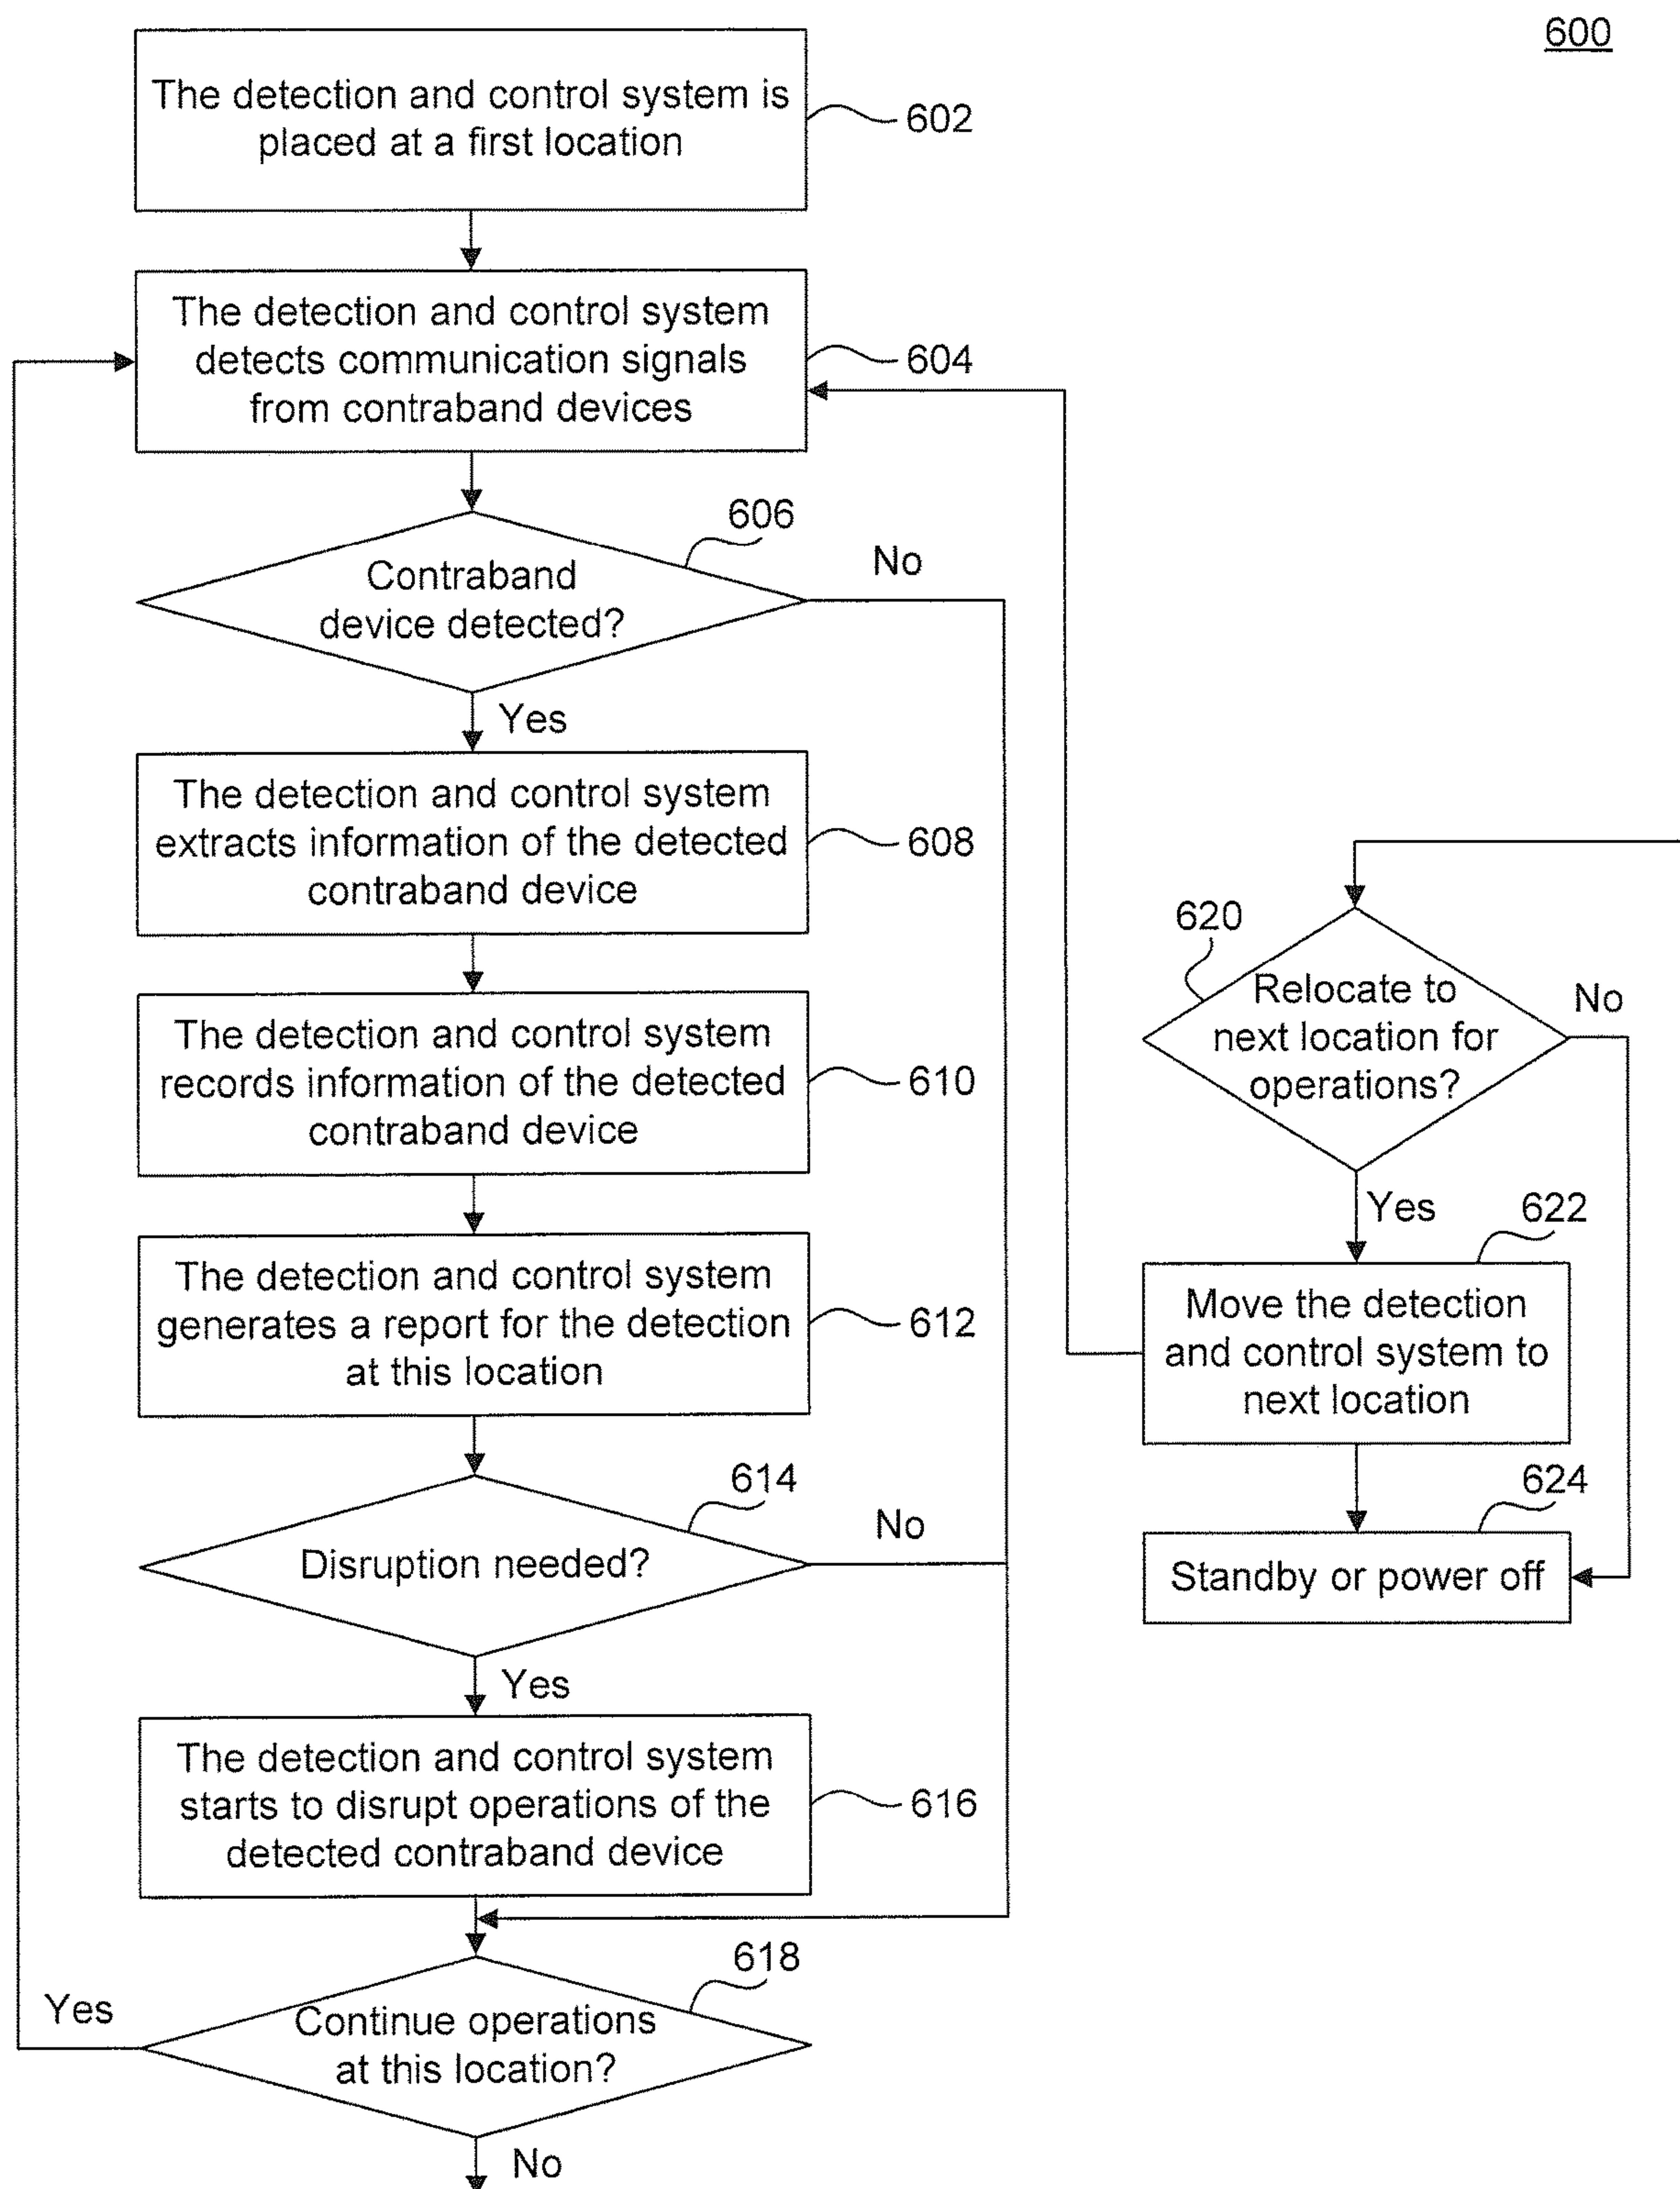 600
The detection and control system is
placed at a first location
602
The detection and control system
detects communication signals
from contraband devices
604
606
Contraband
device detected?
No
Yes
The detection and control system
extracts information of the detected
contraband device
608
The detection and control system
records information of the detected
contraband device
610
The detection and control system
generates a report for the detection
at this location
612
614
Disruption needed?
No
Yes
The detection and control system
starts to disrupt operations of the
detected contraband device
616
618
Continue operations
at this location?
Yes
No
620
Relocate to
next location for
operations?
No
Yes
622
Move the detection
and control system to
next location
624
Standby or power off